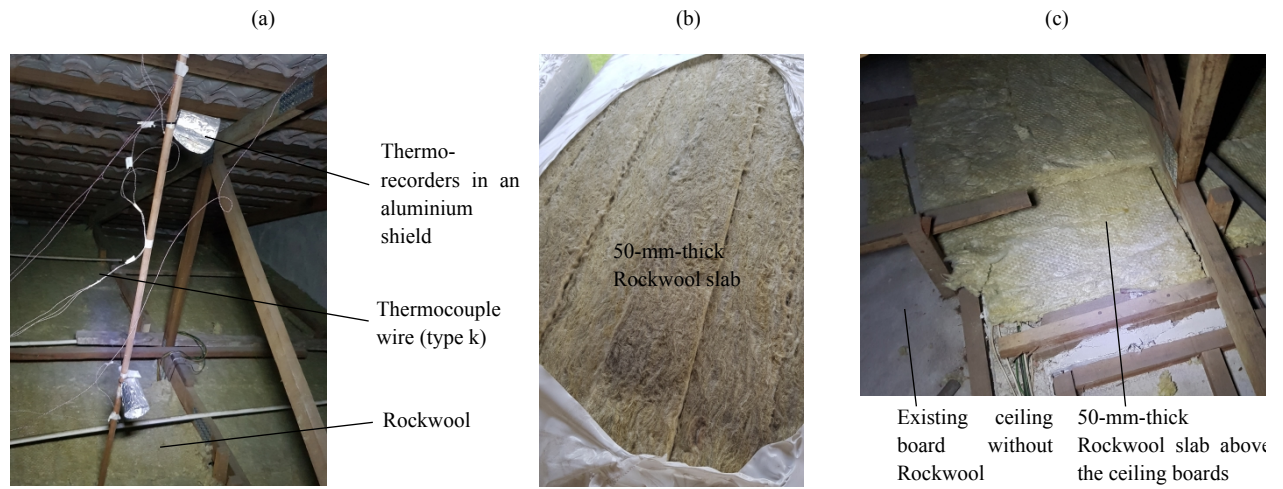 (a)
(b)
(c)
Thermo-
recorders in an
aluminium
shield
Thermocouple
wire (type k)
Rockwool
50-mm-thick
Rockwool slab
Existing ceiling
board without
Rockwool
50-mm-thick
Rockwool slab above
the ceiling boards